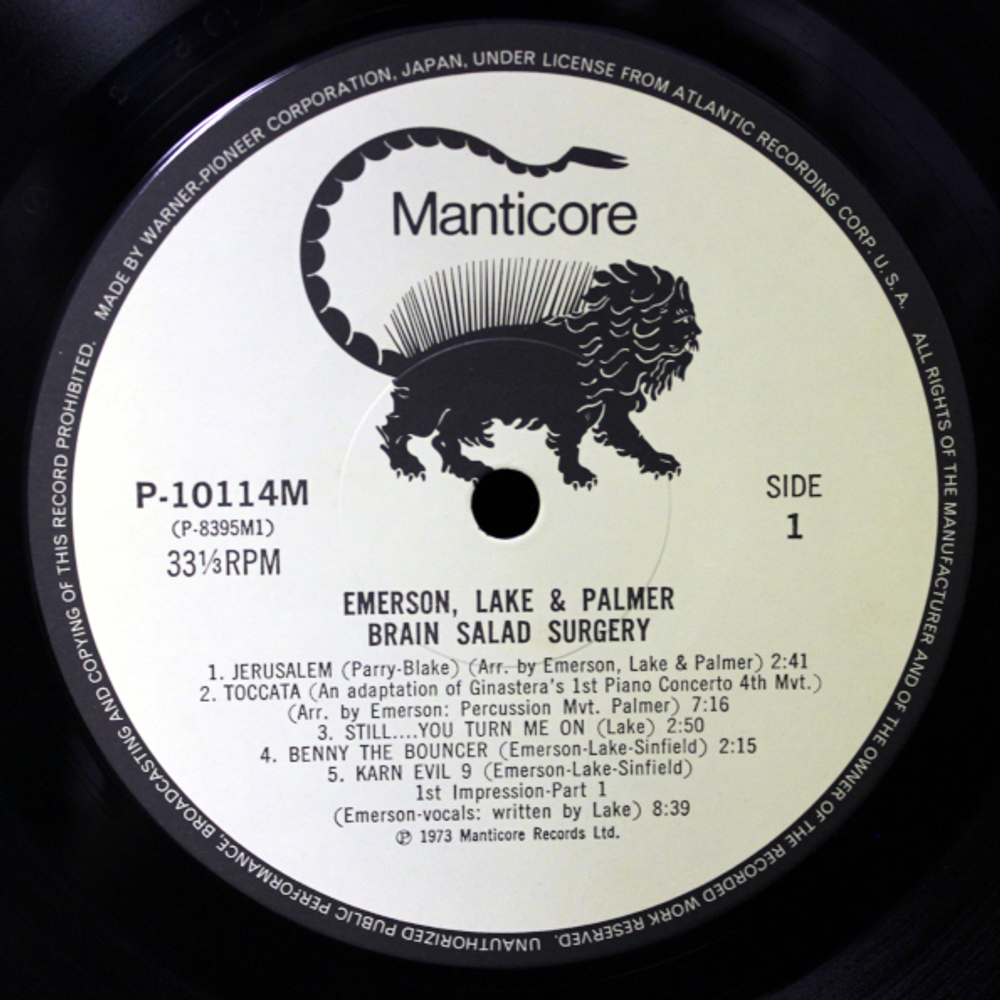 MADE BY WARNER-PIONEER CORPORATION, JAPAN, UNDER LICENSE FROM ATLANTIC RECORDING CORP. U.S.A.
ALL RIGHTS OF THE MANUFACTURER AND OF THE OWNER OF THE RECORDED WORK RESERVED.
UNAUTHORIZED PUBLIC PERFORMANCE, BROADCASTING AND COPYING OF THIS RECORD PROHIBITED.
Manticore
P-10114M
(P-8395M1)
33⅓RPM
SIDE
1
EMERSON, LAKE & PALMER
BRAIN SALAD SURGERY
1. JERUSALEM (Parry-Blake) (Arr. by Emerson, Lake & Palmer) 2:41
2. TOCCATA (An adaptation of Ginastera's 1st Piano Concerto 4th Mvt.)
(Arr. by Emerson: Percussion Mvt. Palmer) 7:16
3. STILL....YOU TURN ME ON (Lake) 2:50
4. BENNY THE BOUNCER (Emerson-Lake-Sinfield) 2:15
5. KARN EVIL 9 (Emerson-Lake-Sinfield)
1st Impression-Part 1
(Emerson-vocals: written by Lake) 8:39
℗ 1973 Manticore Records Ltd.